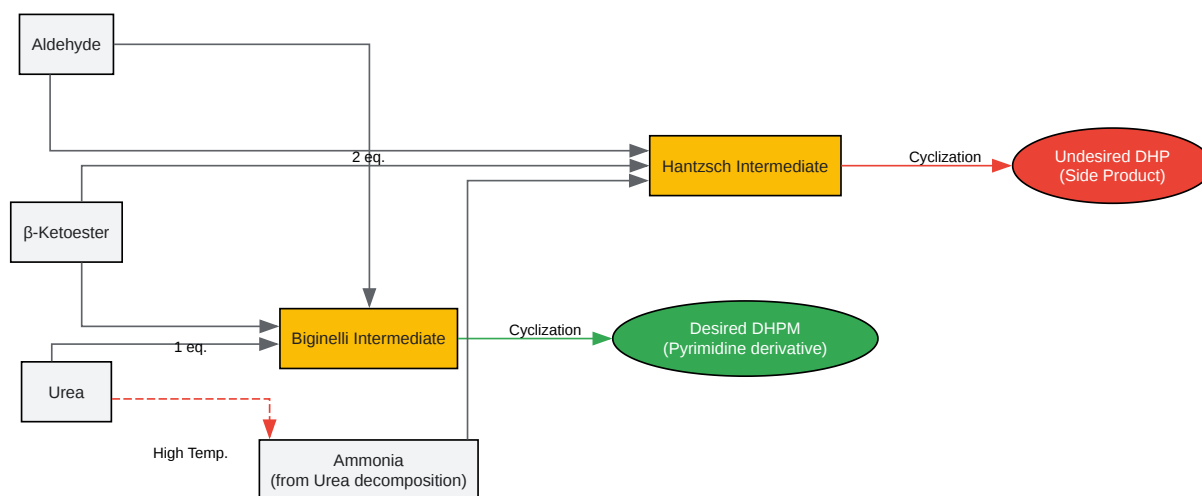 Aldehyde
2 eq.
Hantzsch Intermediate
Cyclization
Undesired DHP
(Side Product)
β-Ketoester
1 eq.
Biginelli Intermediate
Cyclization
Desired DHPM
(Pyrimidine derivative)
Urea
High Temp.
Ammonia
(from Urea decomposition)